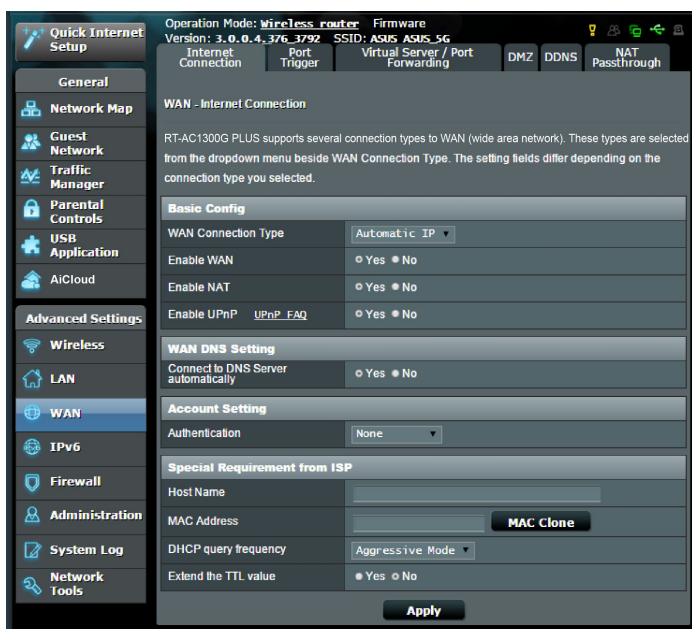 Quick Internet
Setup
General
Network Map
Guest
Network
Traffic
Manager
Parental
Controls
USB
Application
AiCloud
Advanced Settings
Wireless
LAN
WAN
IPv6
Firewall
Administration
System Log
Network
Tools
Operation Mode: Wireless router Firmware
Version: 3.0.0.4.376_3792 SSID: ASUS ASUS_5G
Internet
Connection
Port
Trigger
Virtual Server / Port
Forwarding
DMZ
DDNS
NAT
Passthrough
WAN - Internet Connection
RT-AC1300G PLUS supports several connection types to WAN (wide area network). These types are selected
from the dropdown menu beside WAN Connection Type. The setting fields differ depending on the
connection type you selected.
Basic Config
WAN Connection Type Automatic IP
Enable WAN Yes No
Enable NAT Yes No
Enable UPnP UPnP FAQ Yes No
WAN DNS Setting
Connect to DNS Server
automatically Yes No
Account Setting
Authentication None
Special Requirement from ISP
Host Name
MAC Address MAC Clone
DHCP query frequency Aggressive Mode
Extend the TTL value Yes No
Apply